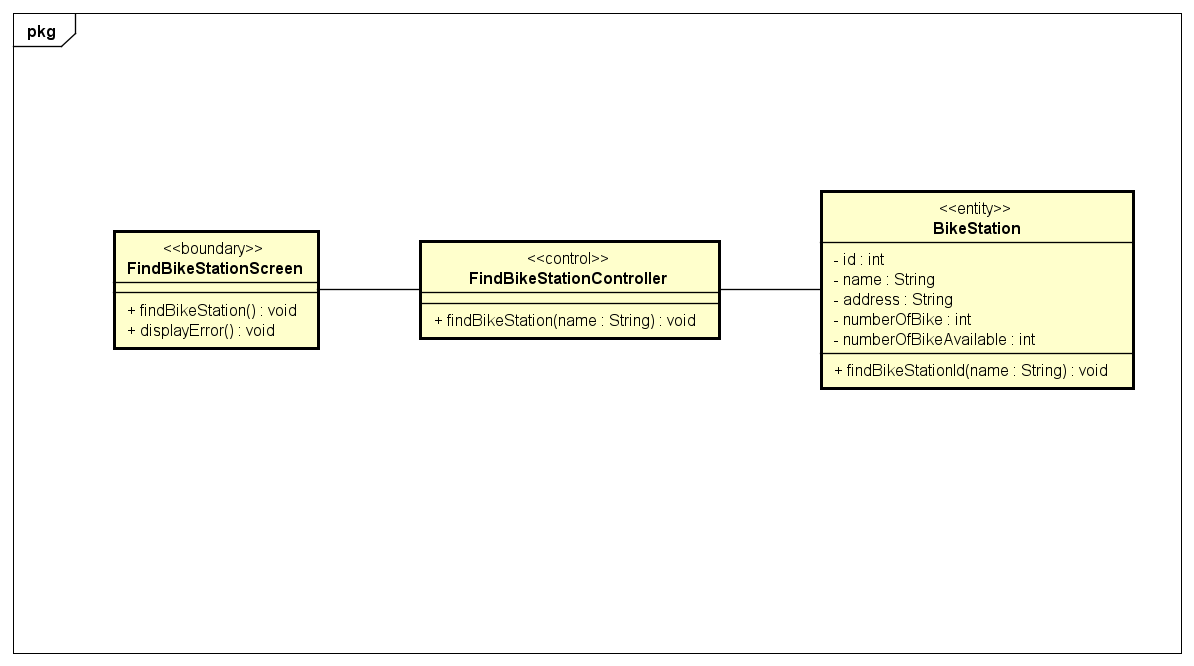 pkg
<<boundary>>
FindBikeStationScreen
+ findBikeStation() : void
+ displayError() : void
<<control>>
FindBikeStationController
+ findBikeStation(name : String) : void
<<entity>>
BikeStation
- id : int
- name : String
- address : String
- numberOfBike : int
- numberOfBikeAvailable : int
+ findBikeStationId(name : String) : void